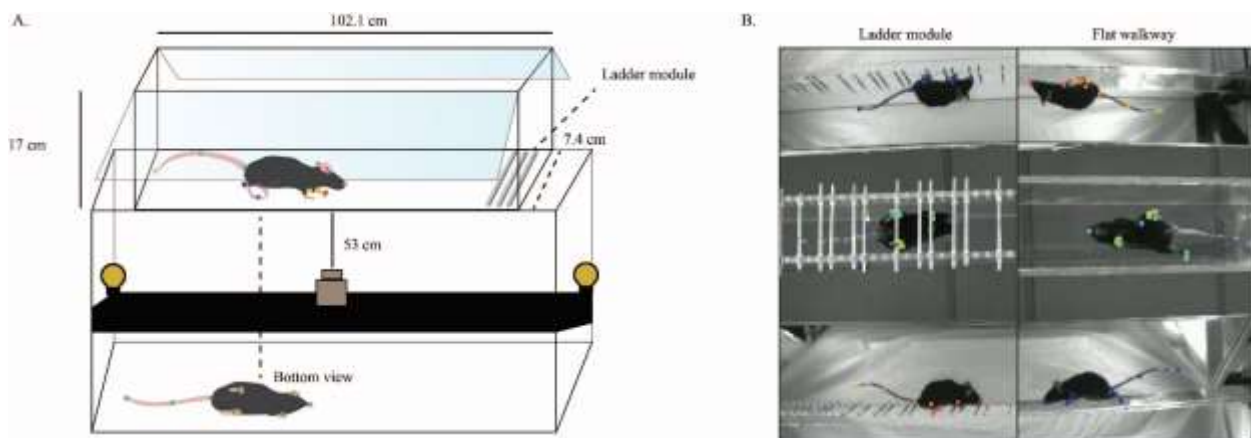 A.
102.1 cm
Ladder module
17 cm
7.4 cm
53 cm
Bottom view
B.
Ladder module
Flat walkway